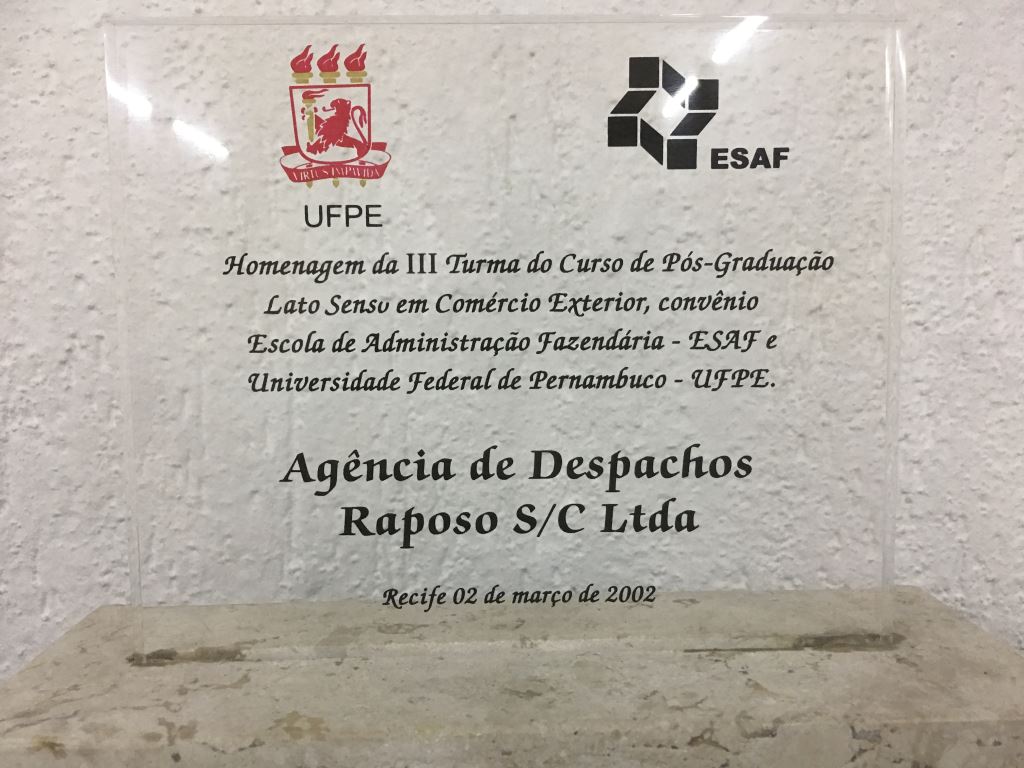 VIRTUS IMPAVIDA
UFPE
ESAF
Homenagem da III Turma do Curso de Pós-Graduação
Lato Senso em Comércio Exterior, convênio
Escola de Administração Fazendária - ESAF e
Universidade Federal de Pernambuco - UFPE.
Agência de Despachos
Raposo S/C Ltda
Recife 02 de março de 2002